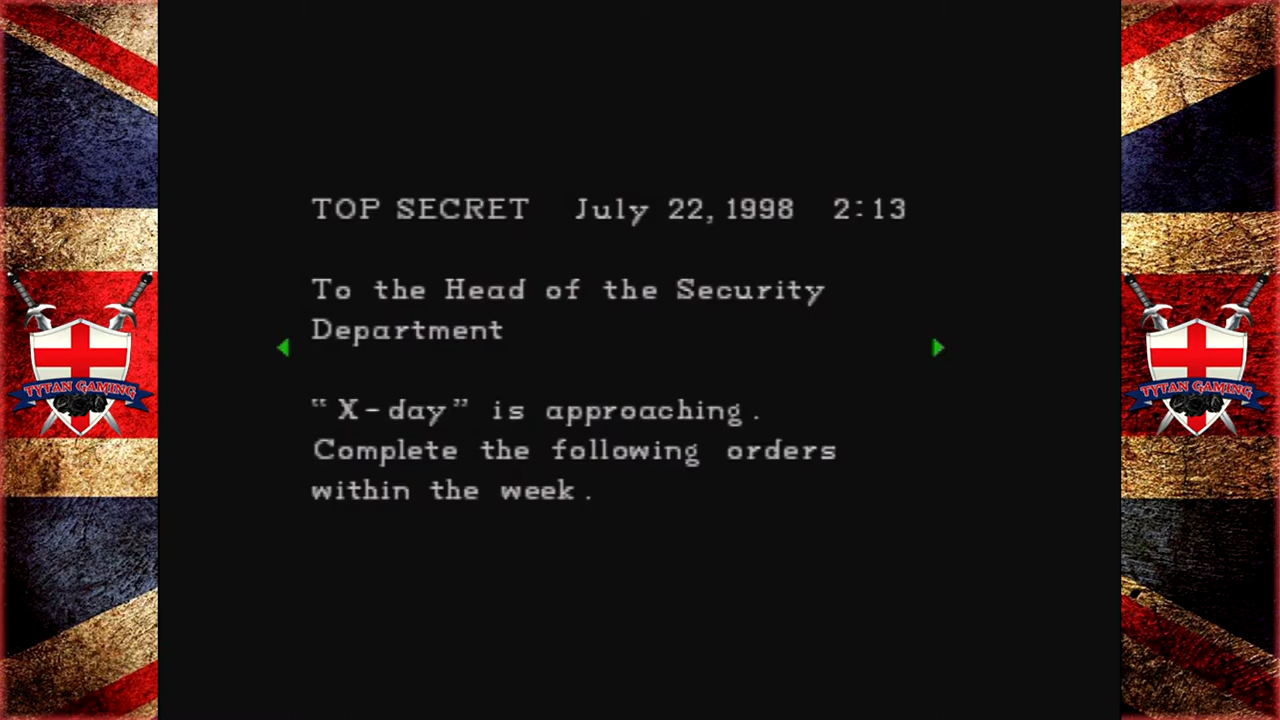 TOP SECRET July 22, 1998 2:13
To the Head of the Security
Department
"X-day" is approaching.
Complete the following orders
within the week.
TYTAN GAMING
TYTAN GAMING